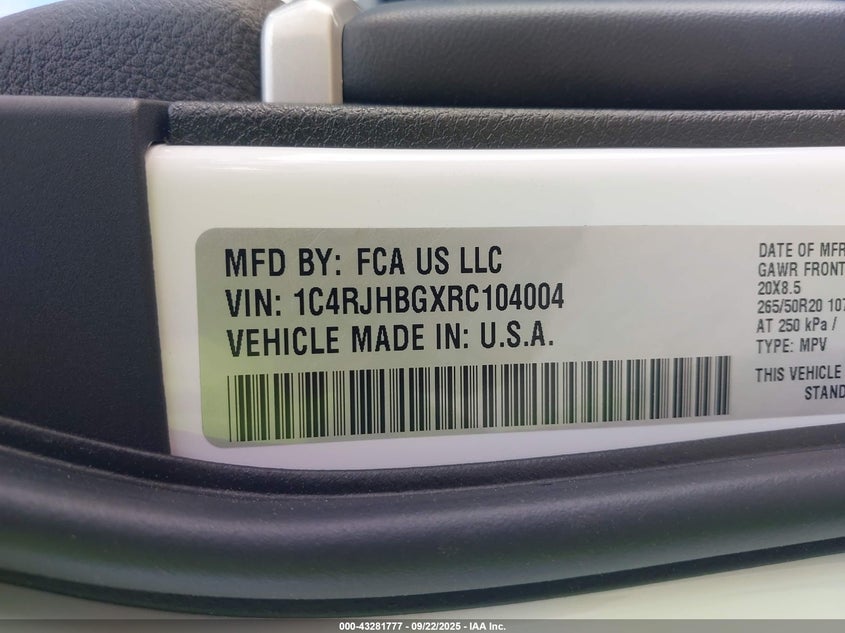 MFD BY: FCA US LLC
VIN: 1C4RJHBGXRC104004
VEHICLE MADE IN: U.S.A.
DATE OF MFR
GAWR FRONT
20X8.5
265/50R20 107
AT 250 kPa /
TYPE: MPV
THIS VEHICLE
STAND
000-43281777 - 09/22/2025 - IAA Inc.